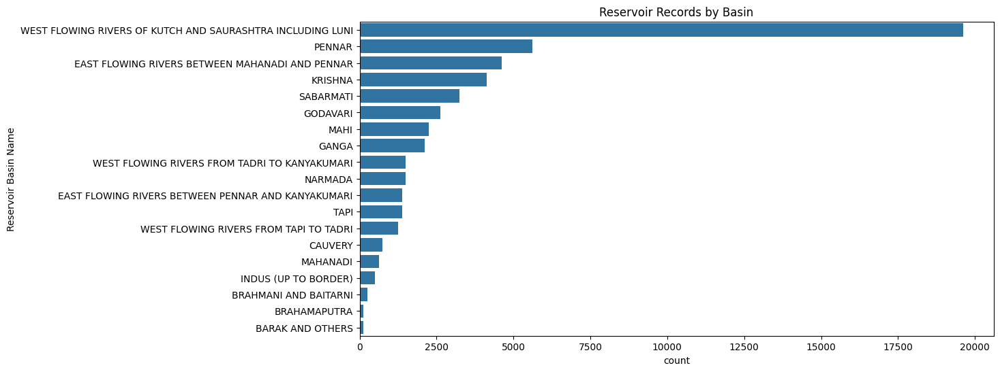 Reservoir Records by Basin
WEST FLOWING RIVERS OF KUTCH AND SAURASHTRA INCLUDING LUNI
PENNAR
EAST FLOWING RIVERS BETWEEN MAHANADI AND PENNAR
KRISHNA
SABARMATI
GODAVARI
MAHI
GANGA
WEST FLOWING RIVERS FROM TADRI TO KANYAKUMARI
NARMADA
EAST FLOWING RIVERS BETWEEN PENNAR AND KANYAKUMARI
TAPI
WEST FLOWING RIVERS FROM TAPI TO TADRI
CAUVERY
MAHANADI
INDUS (UP TO BORDER)
BRAHMANI AND BAITARNI
BRAHAMAPUTRA
BARAK AND OTHERS
Reservoir Basin Name
0 2500 5000 7500 10000 12500 15000 17500 20000
count